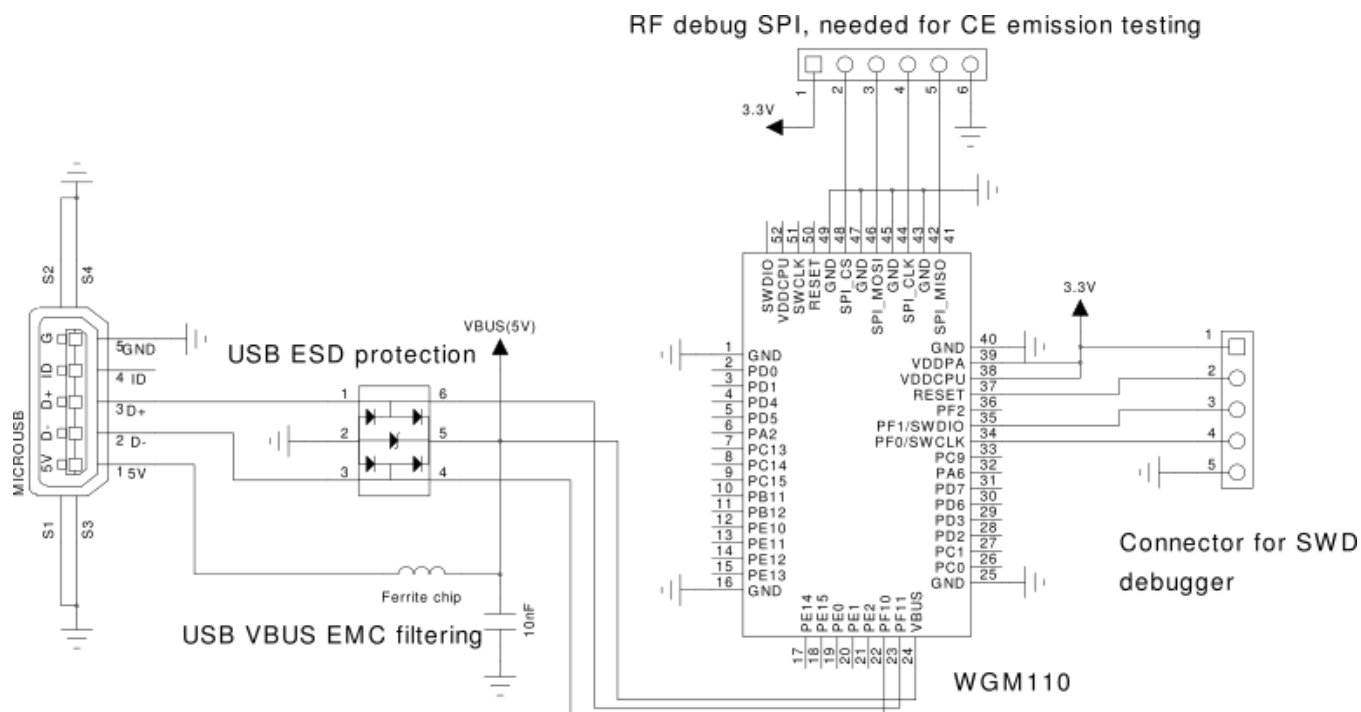 RF debug SPI, needed for CE emission testing
1
2
3
4
5
6
3.3V
52
51
50
49
48
47
46
45
44
43
42
41
SWDIO
VDDCPU
SWCLK
RESET
GND
SPI_CS
GND
SPI_MOSI
GND
SPI_CLK
GND
SPI_MISO
S2
S4
MICROUSB
G
ID
D+
D-
5V
5 GND
4 ID
3 D+
2 D-
1 5V
S1
S3
USB ESD protection
VBUS(5V)
1
2
3
6
5
4
Ferrite chip
10nF
USB VBUS EMC filtering
1 GND
2 PD0
3 PD1
4 PD4
5 PD5
6 PA2
7 PC13
8 PC14
9 PC15
10 PB11
11 PB12
12 PE10
13 PE11
14 PE12
15 PE13
16 GND
GND 40
VDDPA 39
VDDCPU 38
RESET 37
PF2 36
PF1/SWDIO 35
PF0/SWCLK 34
PC9 33
PA6 32
PD7 31
PD6 30
PD3 29
PD2 28
PC1 27
PC0 26
GND 25
PE14
PE15
PE0
PE1
PE2
PF10
PF11
VBUS
17
18
19
20
21
22
23
24
WGM110
3.3V
1
2
3
4
5
Connector for SWD
debugger